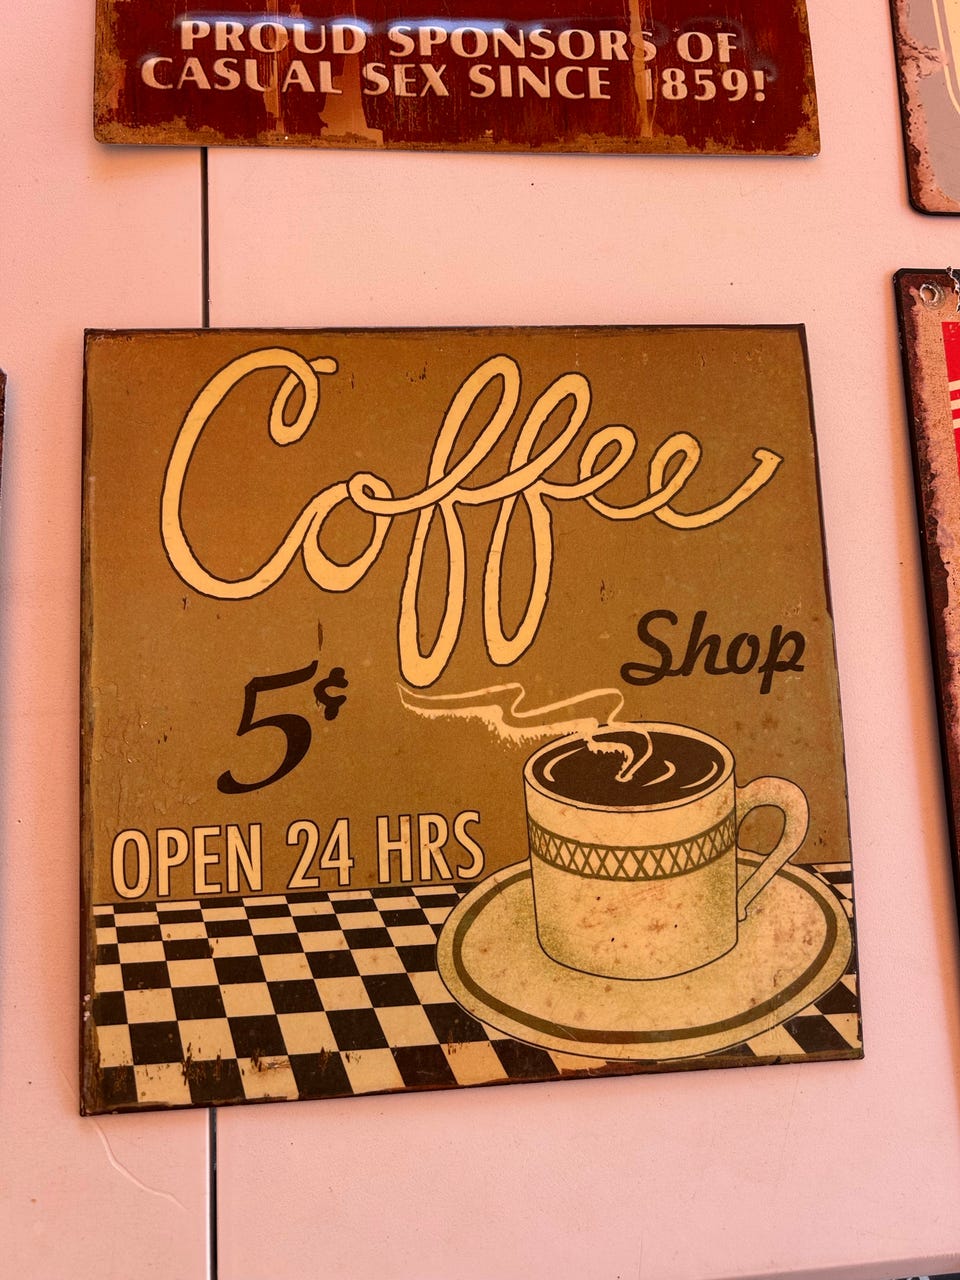 PROUD SPONSORS OF
CASUAL SEX SINCE 1859!
Coffee
Shop
5¢
OPEN 24 HRS